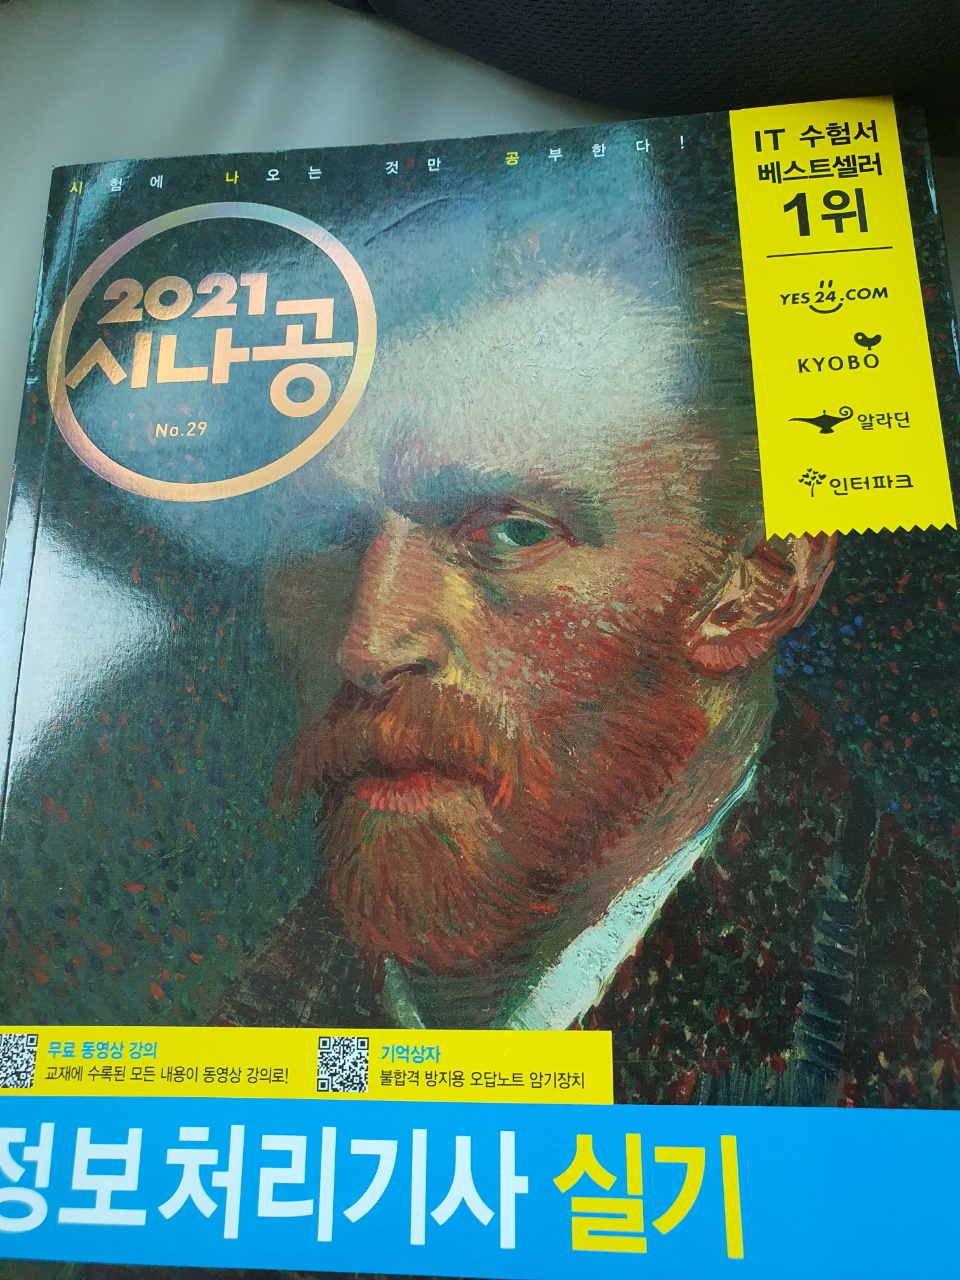 시험에 나오는 것만 공부한다!
IT 수험서
베스트셀러
1위
YES24.COM
KYOBO
알라딘
인터파크
2021
시나공
No.29
무료 동영상 강의
교재에 수록된 모든 내용이 동영상 강의로!
기억상자
불합격 방지용 오답노트 암기장치
정보처리기사 실기